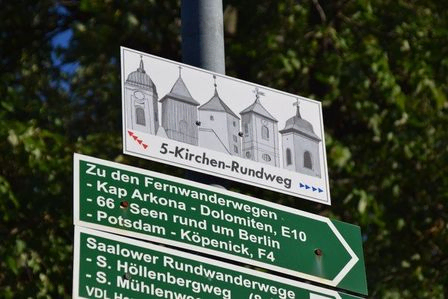 5-Kirchen-Rundweg
Zu den Fernwanderwegen
- Kap Arkona - Dolomiten, E10
- 66 - Seen rund um Berlin
- Potsdam - Köpenick, F4
Saalower Rundwanderwege
- S. Höllenbergweg
- S. Mühlenweg
VDL